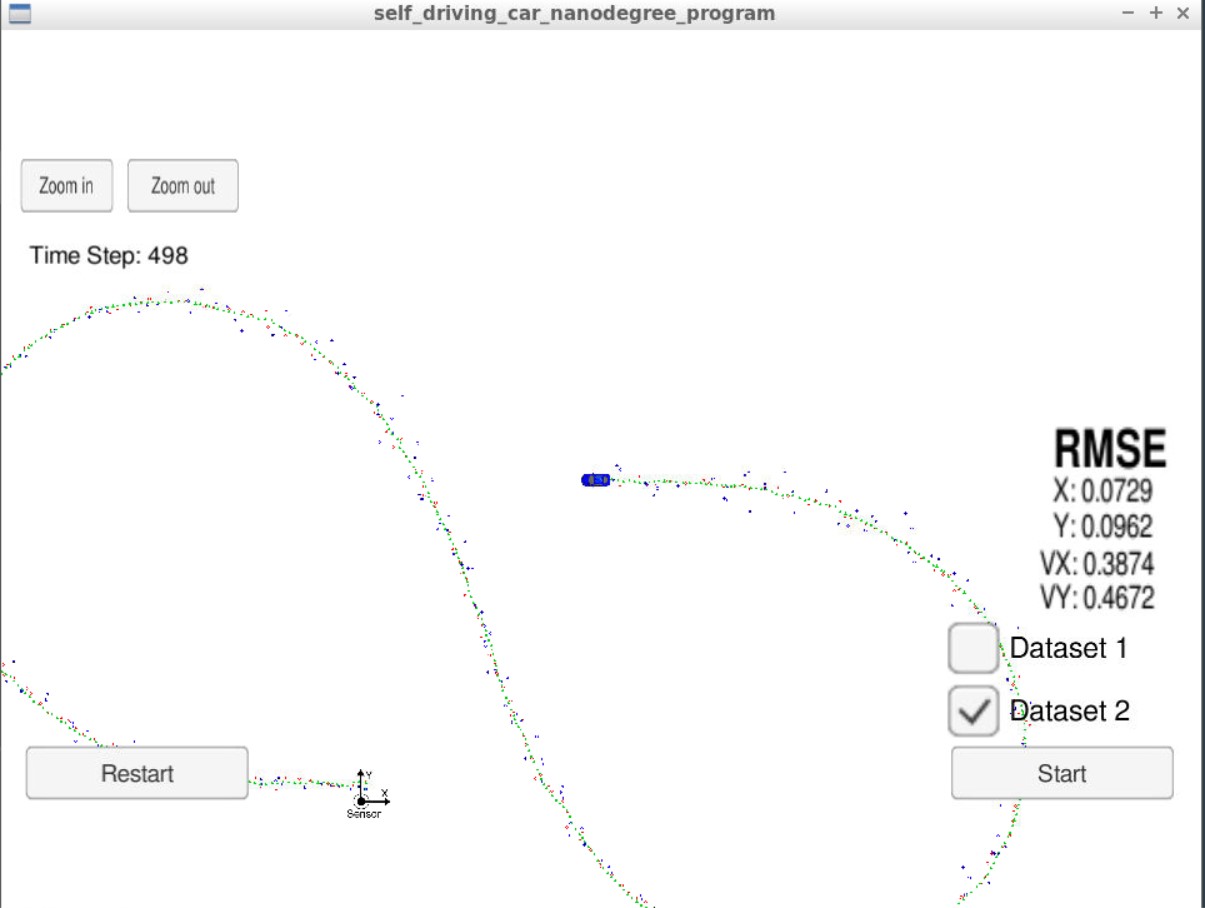 self_driving_car_nanodegree_program
Zoom in
Zoom out
Time Step: 498
RMSE
X: 0.0729
Y: 0.0962
VX: 0.3874
VY: 0.4672
Dataset 1
Dataset 2
Restart
Start
Y
X
Sensor